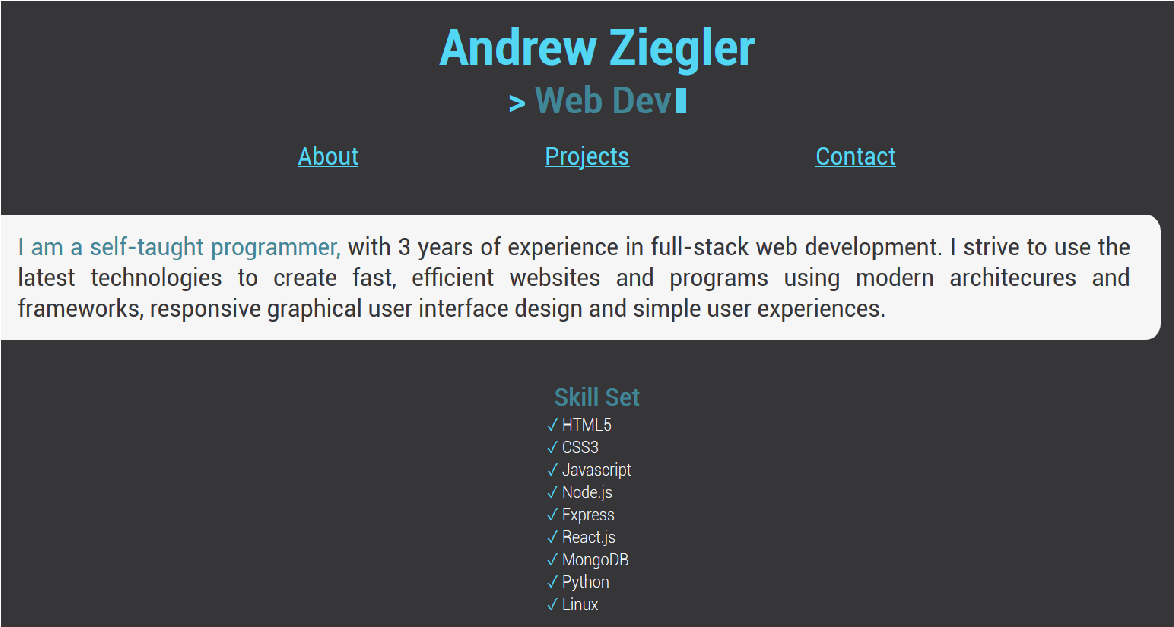 Andrew Ziegler
> Web Dev
About Projects Contact
I am a self-taught programmer, with 3 years of experience in full-stack web development. I strive to use the
latest technologies to create fast, efficient websites and programs using modern architecures and
frameworks, responsive graphical user interface design and simple user experiences.
Skill Set
✓ HTML5
✓ CSS3
✓ Javascript
✓ Node.js
✓ Express
✓ React.js
✓ MongoDB
✓ Python
✓ Linux